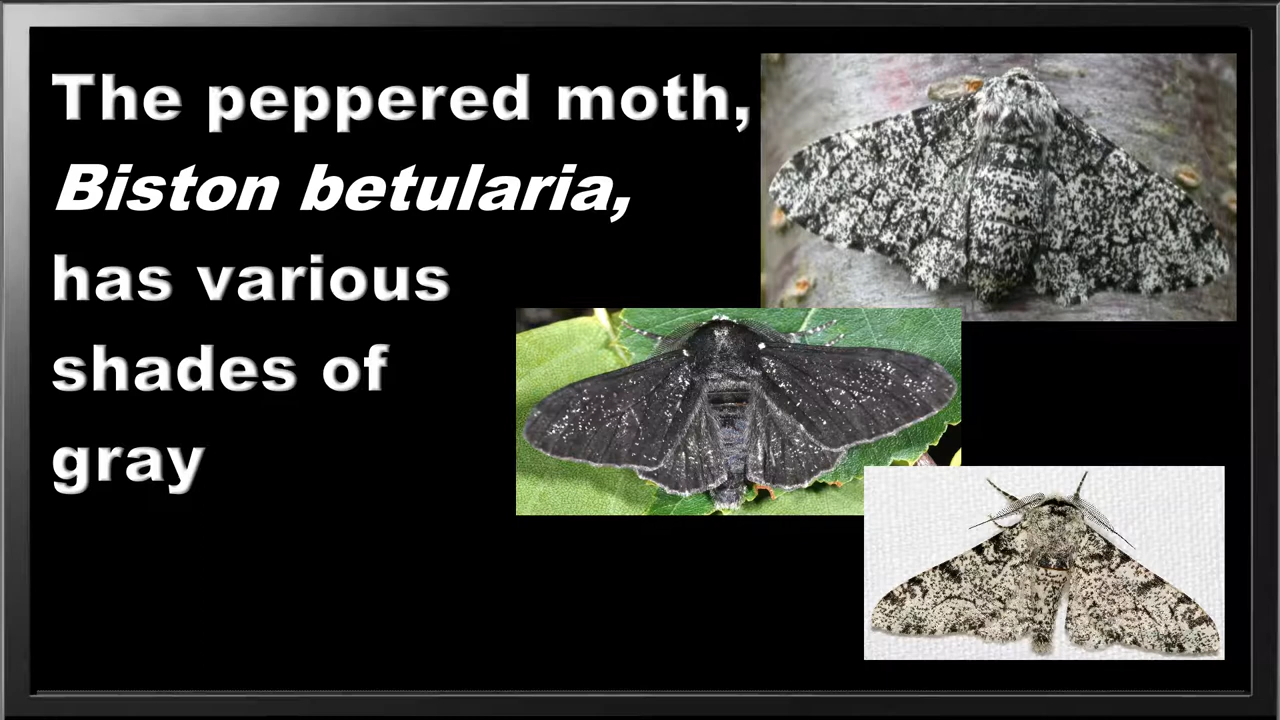 The peppered moth,
Biston betularia,
has various
shades of
gray